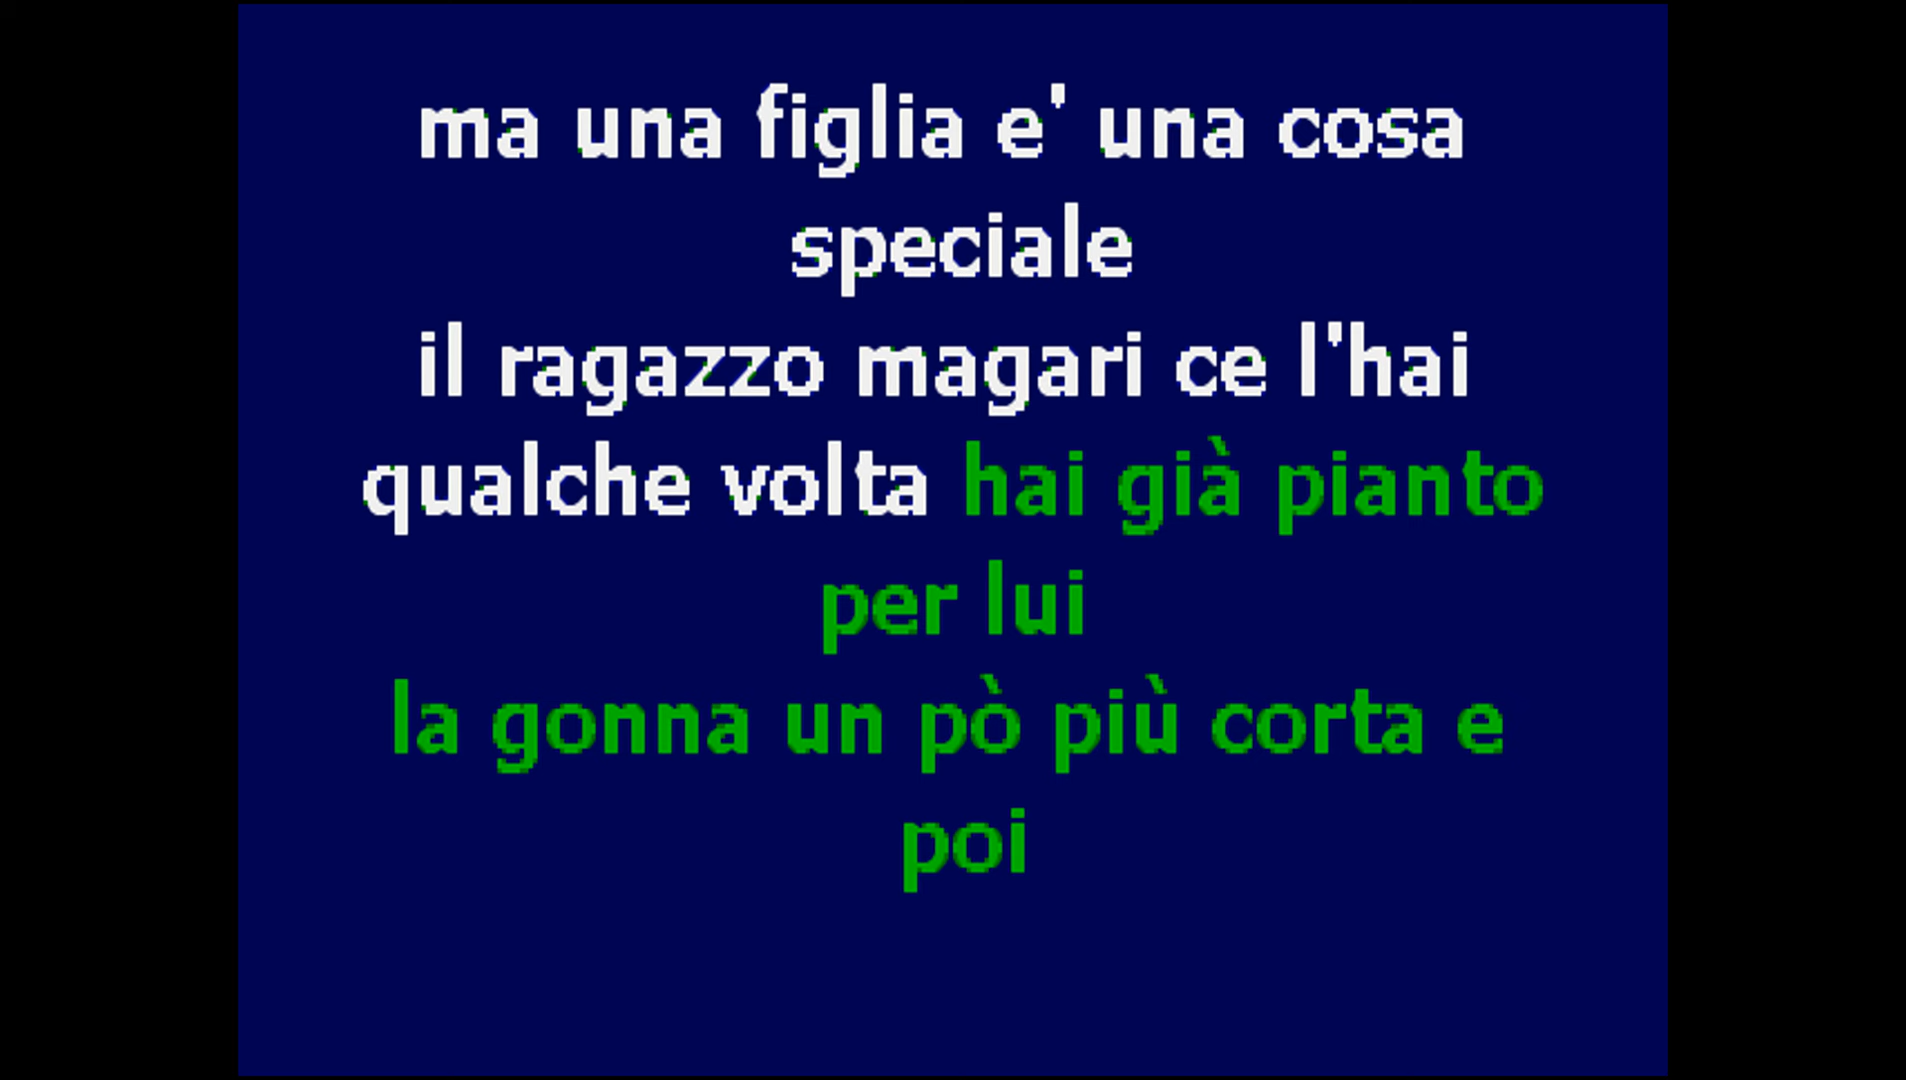 ma una figlia e' una cosa
speciale
il ragazzo magari ce l'hai
qualche volta hai già pianto
per lui
la gonna un pò più corta e
poi